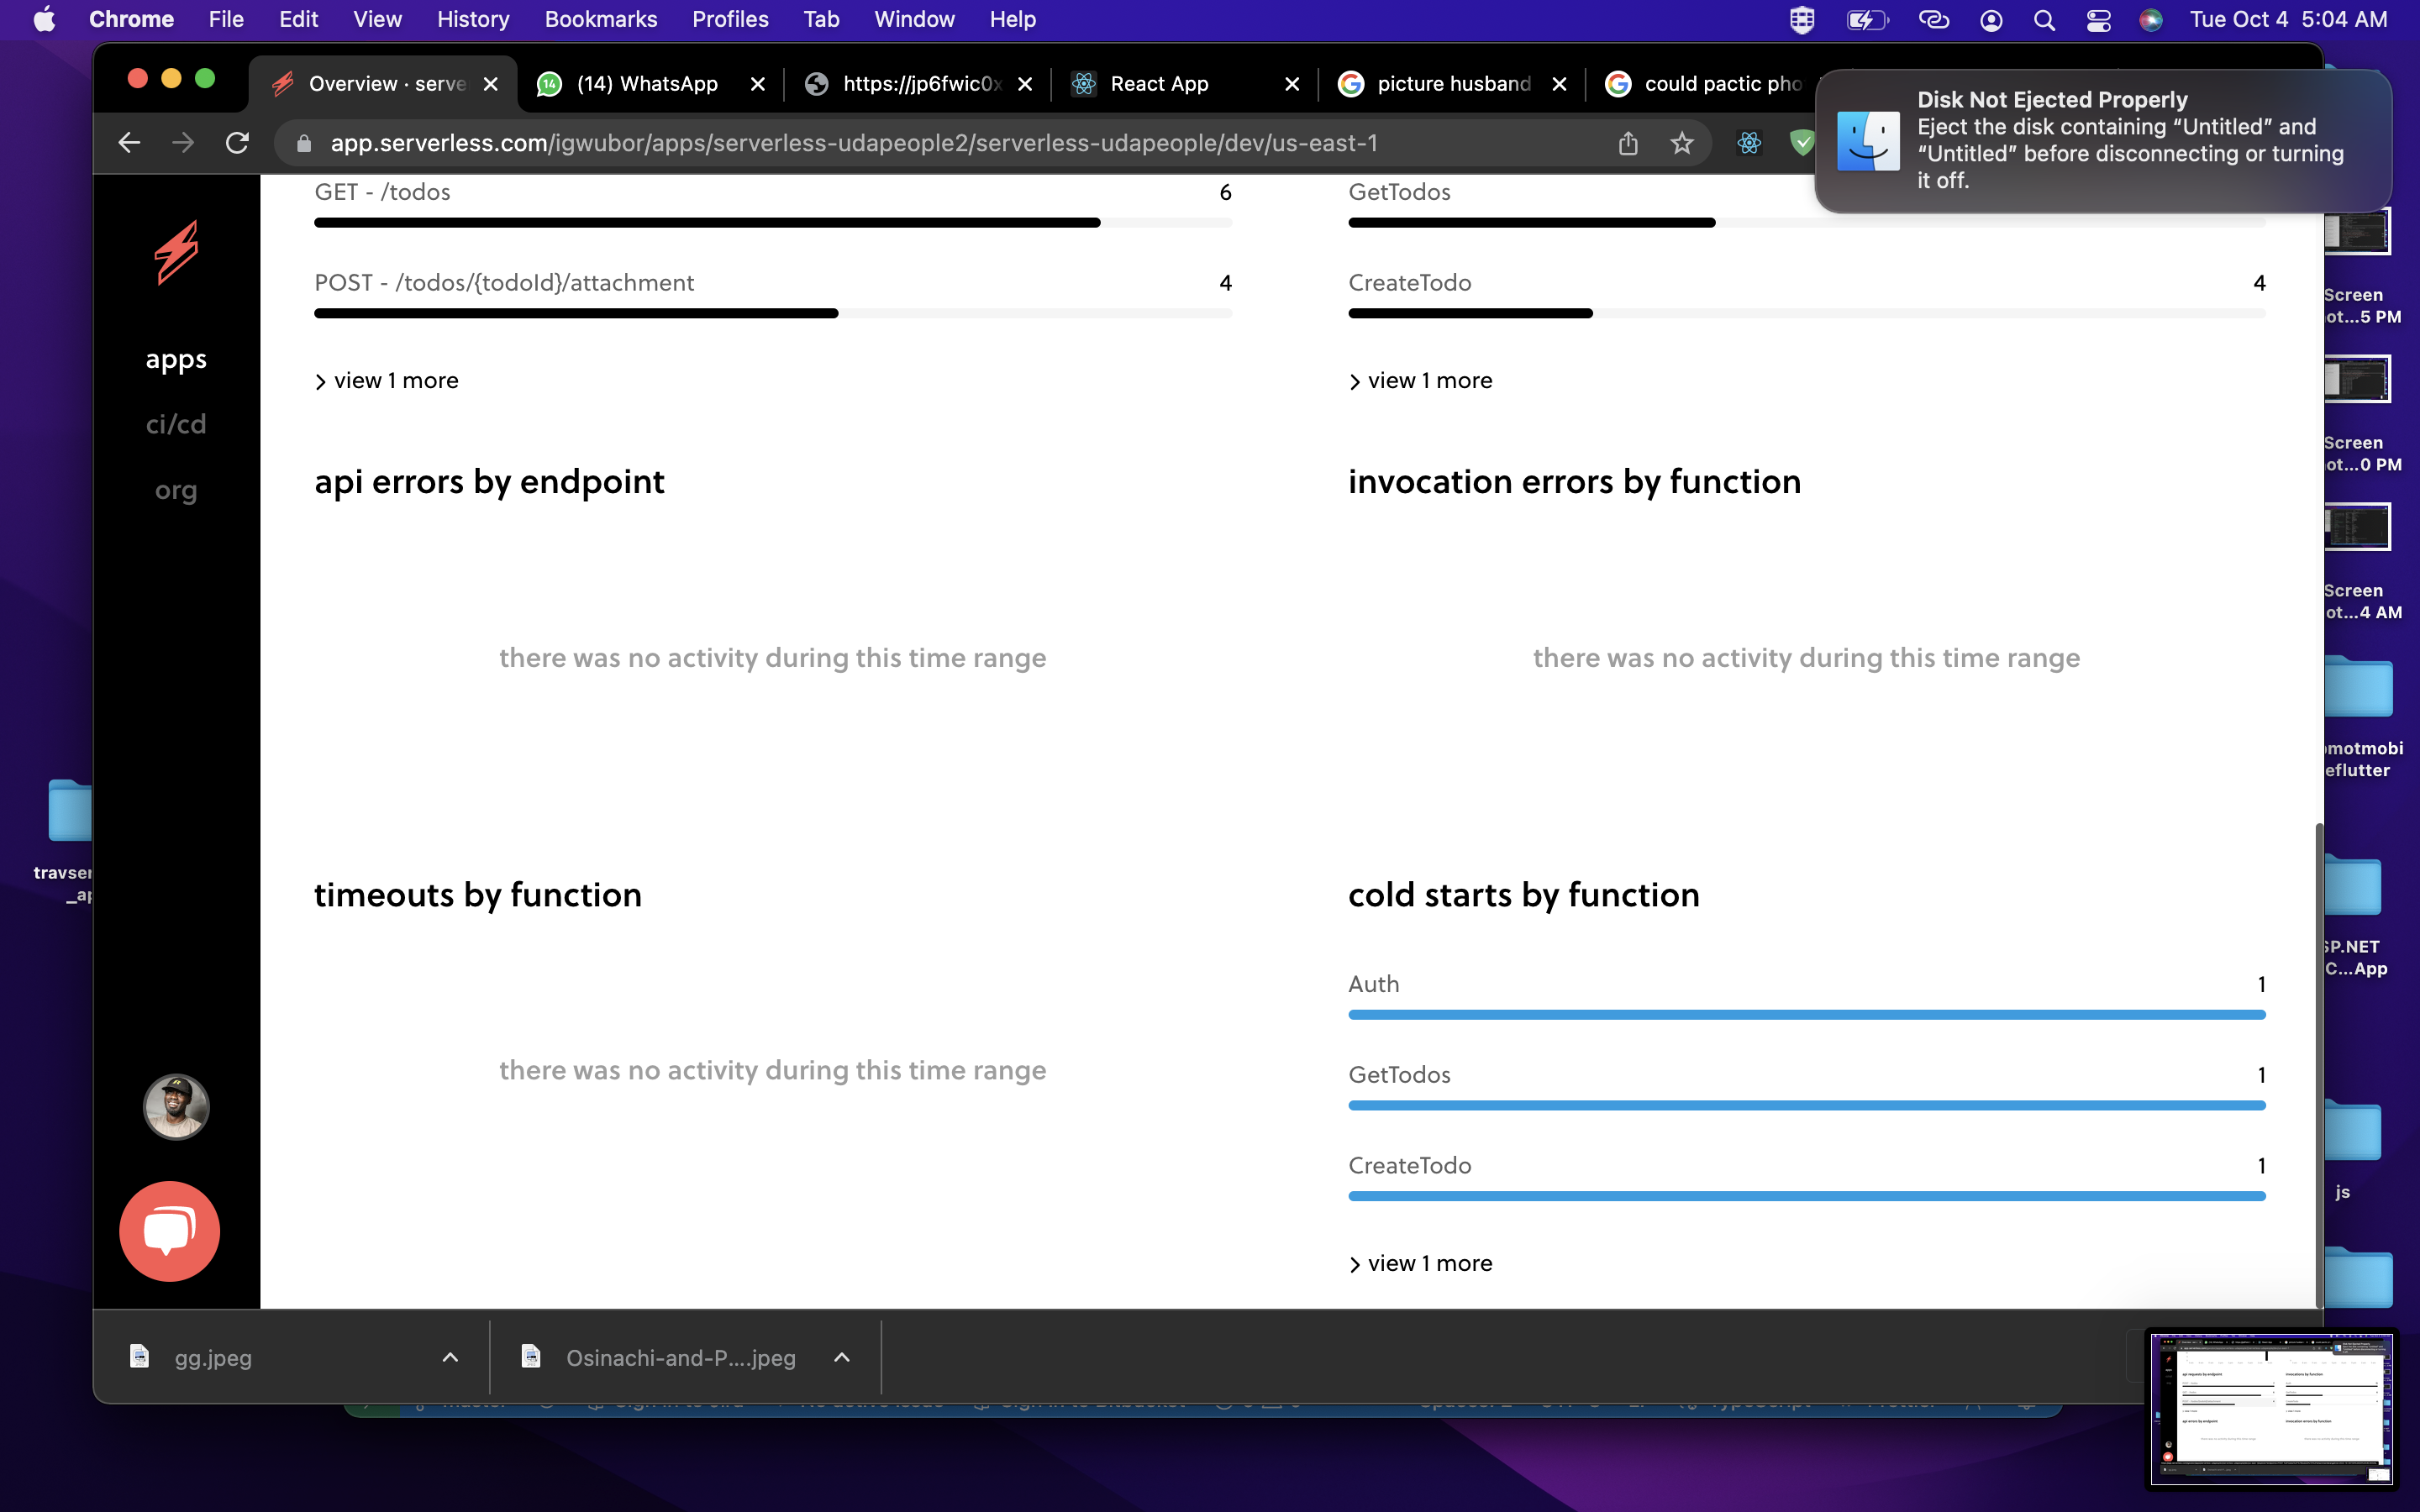 Chrome File Edit View History Bookmarks Profiles Tab Window Help Tue Oct 4 5:04 AM
Overview · serve (14) WhatsApp https://jp6fwic0x React App picture husband could pactic pho
14
app.serverless.com/igwubor/apps/serverless-udapeople2/serverless-udapeople/dev/us-east-1
Disk Not Ejected Properly
Eject the disk containing “Untitled” and
“Untitled” before disconnecting or turning
it off.
apps
ci/cd
org
GET - /todos 6
POST - /todos/{todoId}/attachment 4
> view 1 more
GetTodos
CreateTodo 4
> view 1 more
api errors by endpoint
there was no activity during this time range
invocation errors by function
there was no activity during this time range
timeouts by function
there was no activity during this time range
cold starts by function
Auth 1
GetTodos 1
CreateTodo 1
> view 1 more
gg.jpeg
Osinachi-and-P....jpeg
Screen
ot...5 PM
Screen
ot...0 PM
Screen
ot...4 AM
omotmobi
eflutter
SP.NET
C...App
js
travser
_ap